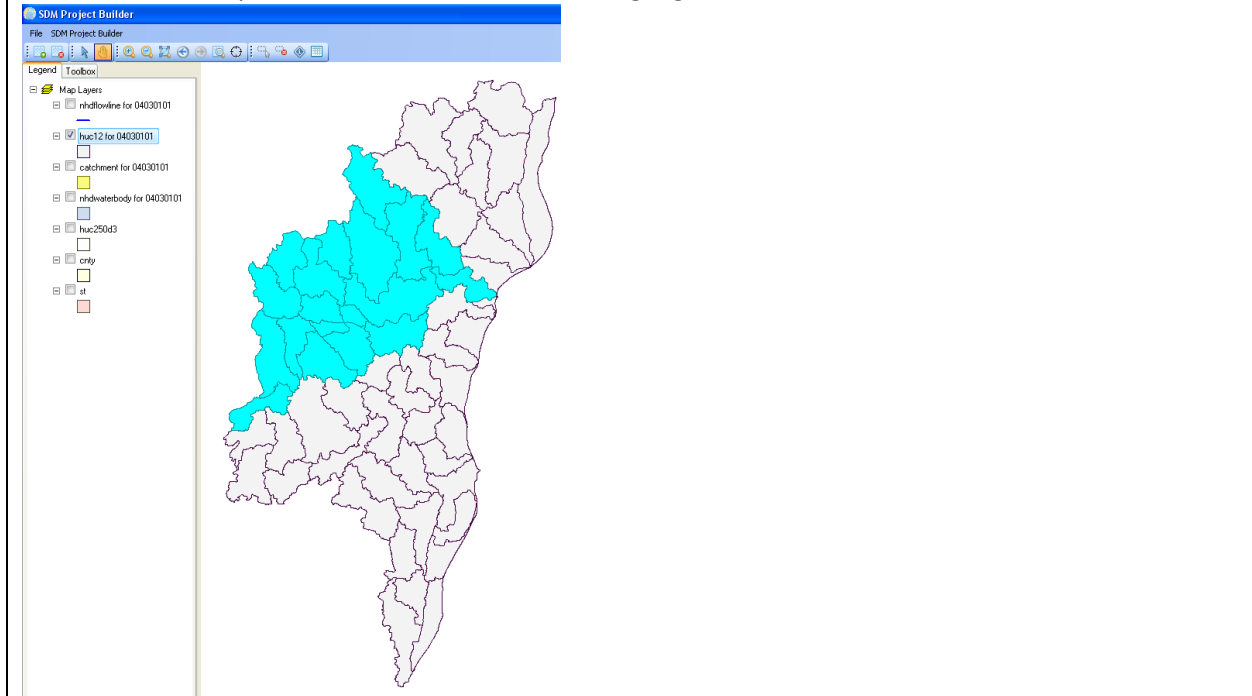 SDM Project Builder
File SDM Project Builder
Legend Toolbox
Map Layers
nhdflowline for 04030101
huc12 for 04030101
catchment for 04030101
nhdwaterbody for 04030101
huc250d3
cnty
st